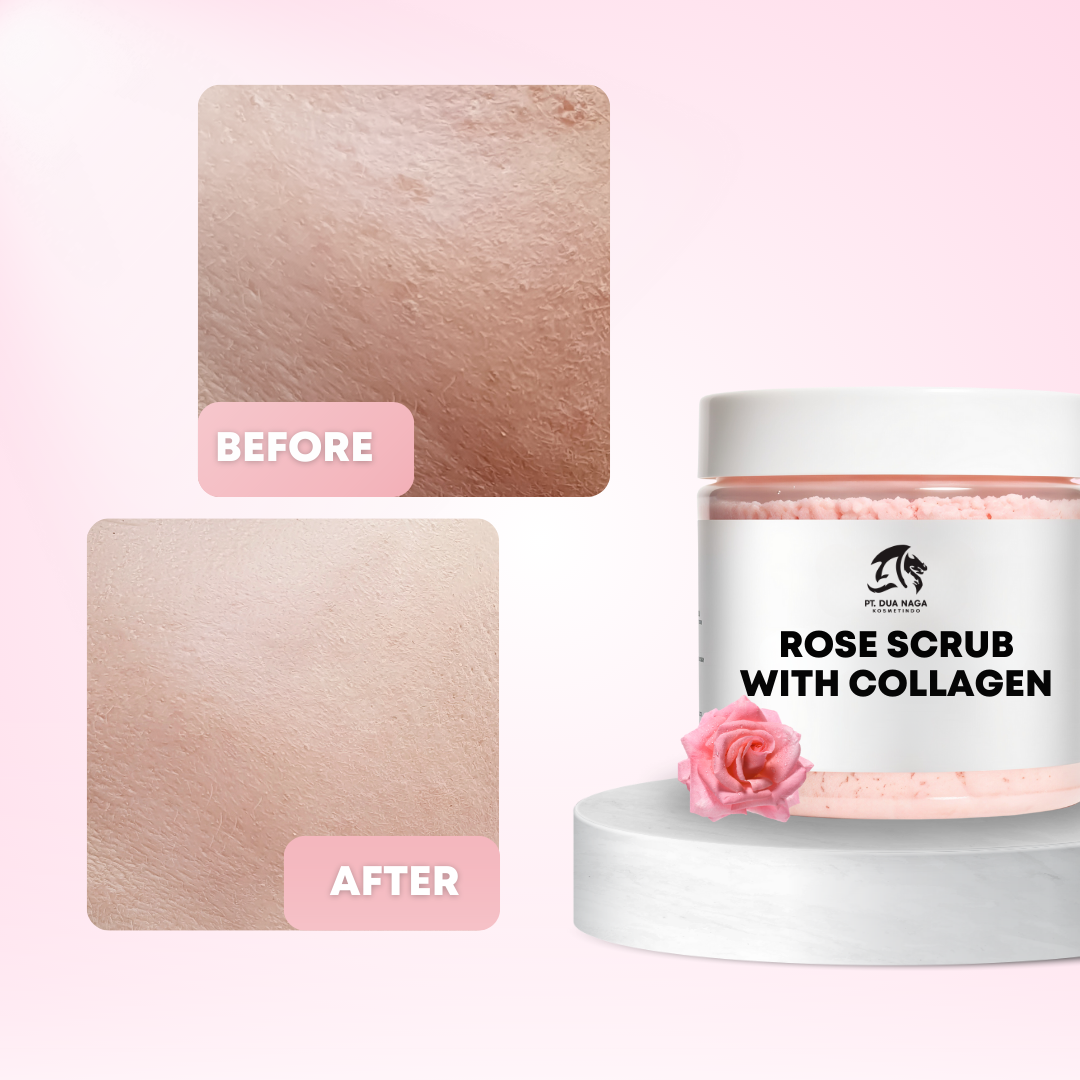 BEFORE
AFTER
PT. DUA NAGA
KOSMETINDO
ROSE SCRUB
WITH COLLAGEN